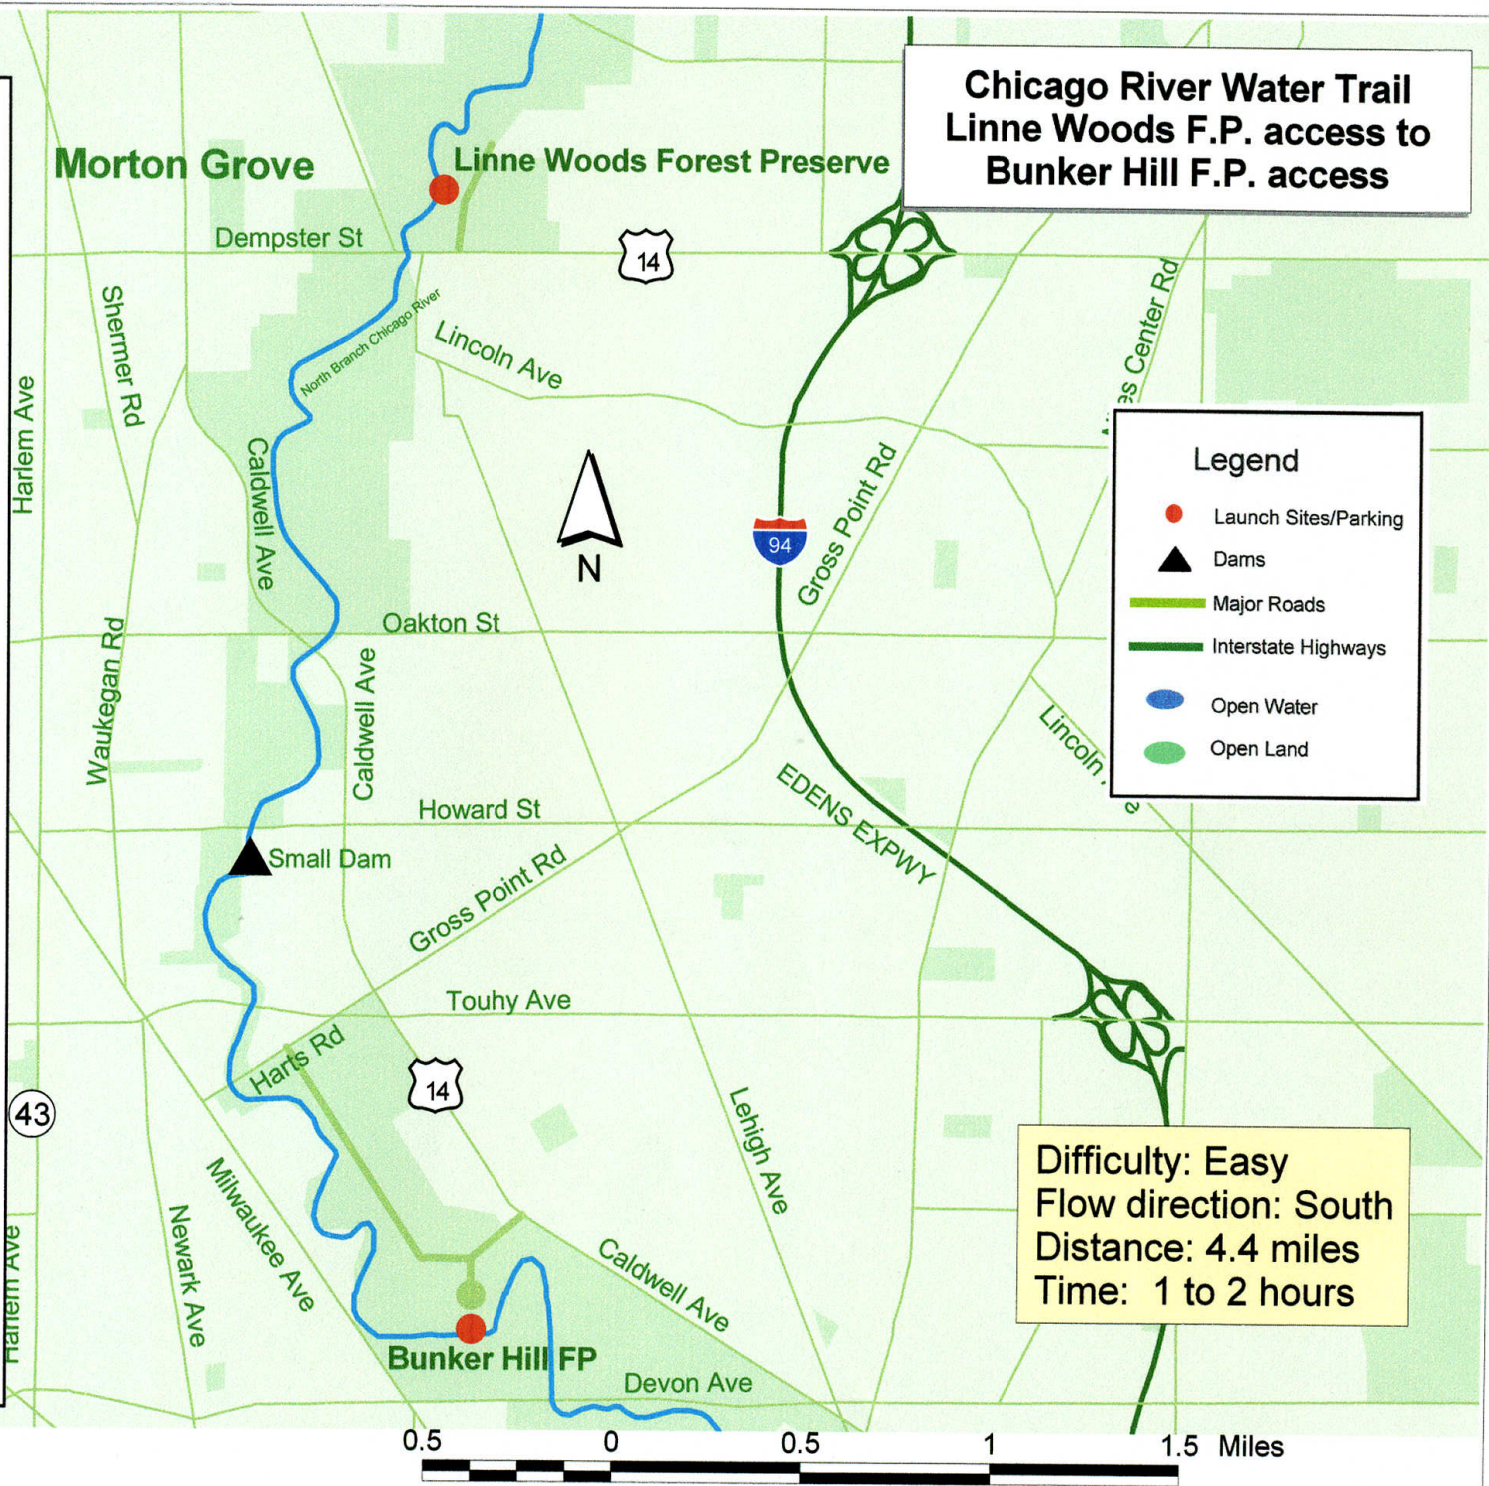 Chicago River Water Trail
Linne Woods F.P. access to
Bunker Hill F.P. access
Morton Grove
Linne Woods Forest Preserve
Dempster St
14
North Branch Chicago River
Shermer Rd
Lincoln Ave
Center Rd
Harlem Ave
Caldwell Ave
Gross Point Rd
N
94
Legend
Launch Sites/Parking
Dams
Major Roads
Interstate Highways
Open Water
Open Land
Oakton St
Waukegan Rd
Caldwell Ave
Lincoln
EDENS EXPWY
Howard St
Small Dam
Gross Point Rd
Touhy Ave
Harts Rd
14
43
Lehigh Ave
Milwaukee Ave
Newark Ave
Harlem Ave
Caldwell Ave
Bunker Hill FP
Devon Ave
Difficulty: Easy
Flow direction: South
Distance: 4.4 miles
Time: 1 to 2 hours
0.5 0 0.5 1 1.5 Miles